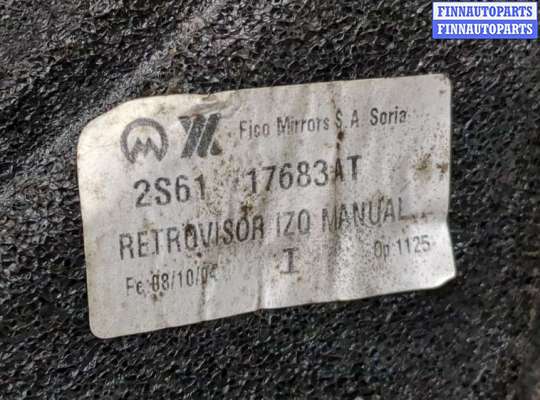 FINNAUTOPARTS
FINNAUTOPARTS
Fico Mirrors S.A. Soria
2S61 17683AT
RETROVISOR IZQ MANUAL
Fe. 08/10/04 I Op 1125